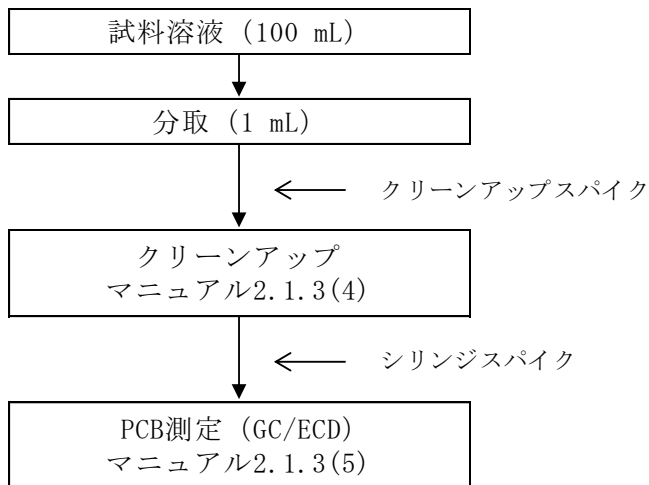 試料溶液 (100 mL)
分取 (1 mL)
クリーンアップスパイク
クリーンアップ
マニュアル2.1.3(4)
シリンジスパイク
PCB測定 (GC/ECD)
マニュアル2.1.3(5)